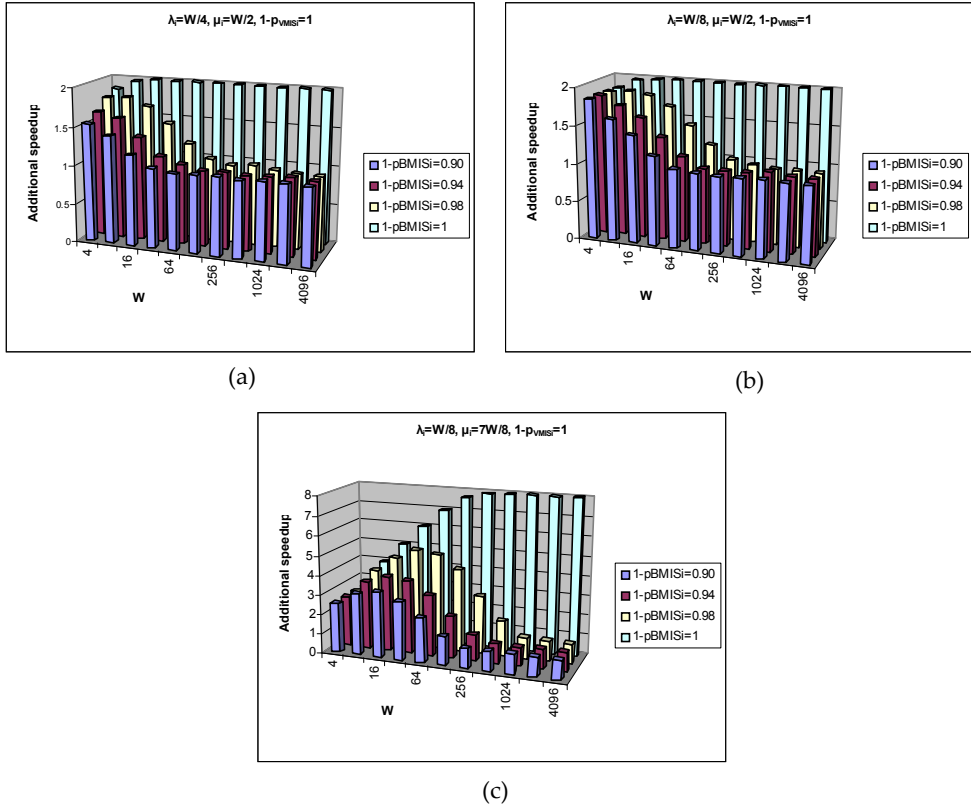 λi=W/4, µi=W/2, 1-pVMISi=1
Additional speedup
2
1.5
1
0.5
0
4
16
64
256
1024
4096
W
1-pBMISi=0.90
1-pBMISi=0.94
1-pBMISi=0.98
1-pBMISi=1
(a)
λi=W/8, µi=W/2, 1-pVMISi=1
Additional speedup
2
1.5
1
0.5
0
4
16
64
256
1024
4096
W
1-pBMISi=0.90
1-pBMISi=0.94
1-pBMISi=0.98
1-pBMISi=1
(b)
λi=W/8, µi=7W/8, 1-pVMISi=1
Additional speedup
8
7
6
5
4
3
2
1
0
4
16
64
256
1024
4096
W
1-pBMISi=0.90
1-pBMISi=0.94
1-pBMISi=0.98
1-pBMISi=1
(c)